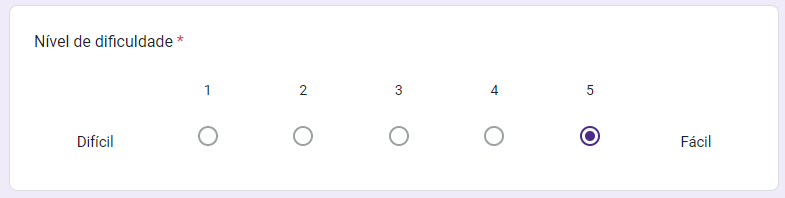 Nível de dificuldade *
1 2 3 4 5
Difícil Fácil